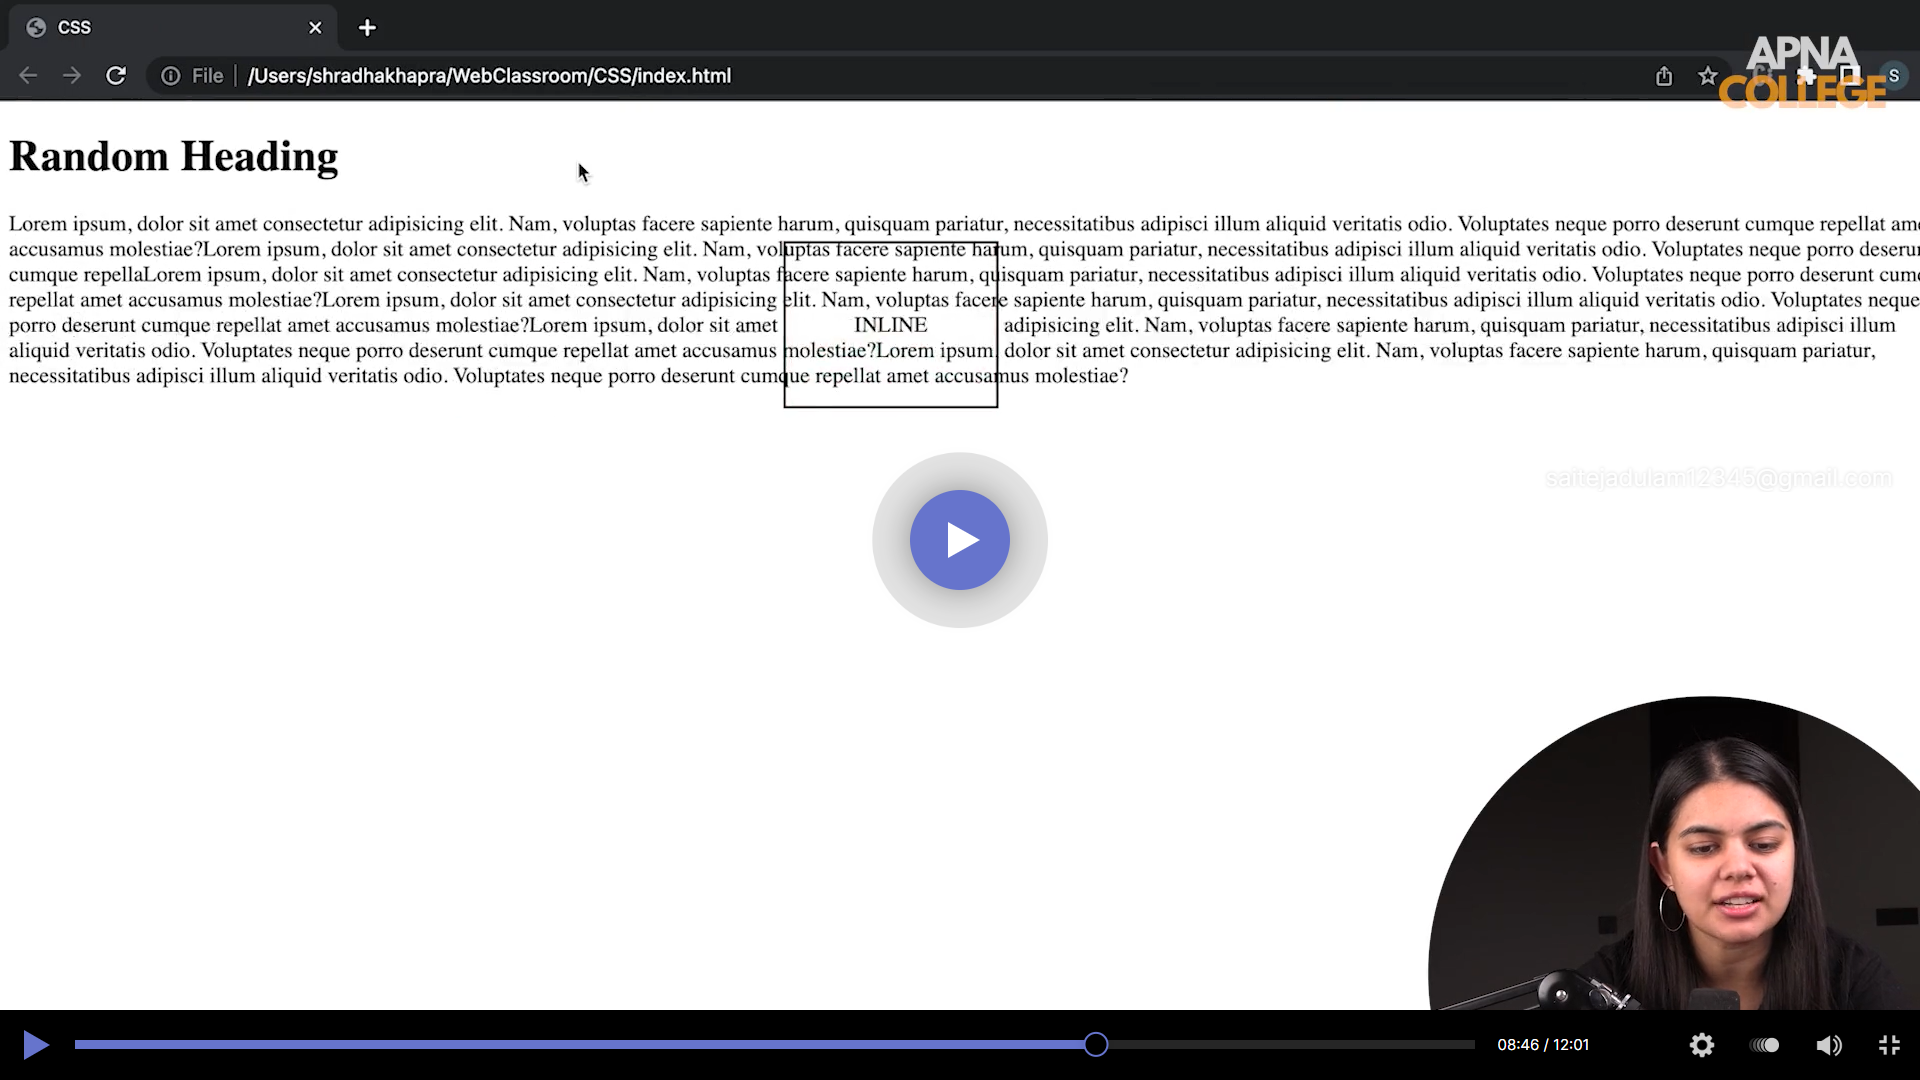 CSS
File
/Users/shradhakhapra/WebClassroom/CSS/index.html
S
APNA
COLLEGE
Random Heading
Lorem ipsum, dolor sit amet consectetur adipisicing elit. Nam, voluptas facere sapiente harum, quisquam pariatur, necessitatibus adipisci illum aliquid veritatis odio. Voluptates neque porro deserunt cumque repellat
accusamus molestiae?Lorem ipsum, dolor sit amet consectetur adipisicing elit. Nam, voluptas facere sapiente harum, quisquam pariatur, necessitatibus adipisci illum aliquid veritatis odio. Voluptates neque porro
cumque repellaLorem ipsum, dolor sit amet consectetur adipisicing elit. Nam, voluptas facere sapiente harum, quisquam pariatur, necessitatibus adipisci illum aliquid veritatis odio. Voluptates neque porro deserunt
repellat amet accusamus molestiae?Lorem ipsum, dolor sit amet consectetur adipisicing elit. Nam, voluptas facere sapiente harum, quisquam pariatur, necessitatibus adipisci illum aliquid veritatis odio. Voluptates neque
porro deserunt cumque repellat amet accusamus molestiae?Lorem ipsum, dolor sit amet INLINE adipisicing elit. Nam, voluptas facere sapiente harum, quisquam pariatur, necessitatibus adipisci illum
aliquid veritatis odio. Voluptates neque porro deserunt cumque repellat amet accusamus molestiae?Lorem ipsum, dolor sit amet consectetur adipisicing elit. Nam, voluptas facere sapiente harum, quisquam pariatur,
necessitatibus adipisci illum aliquid veritatis odio. Voluptates neque porro deserunt cumque repellat amet accusamus molestiae?
saitejadulam12345@gmail.com
08:46 / 12:01